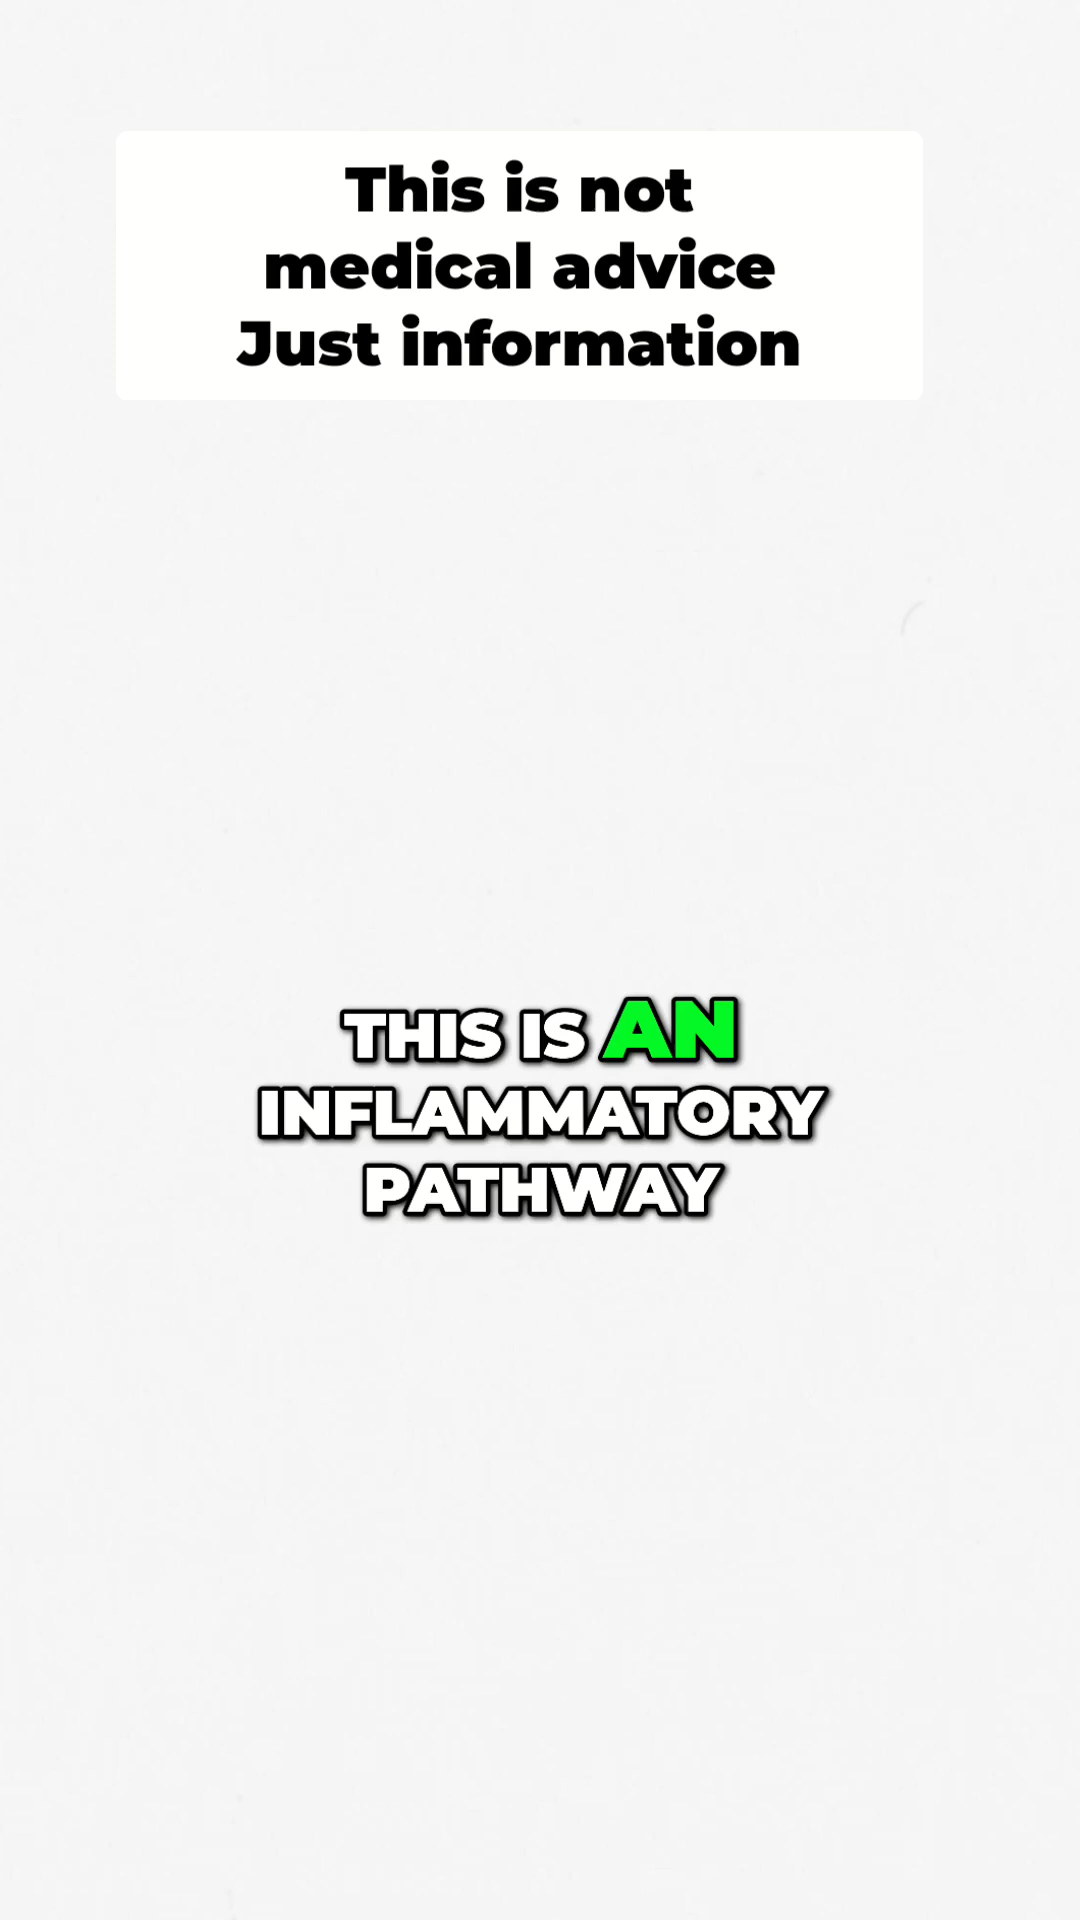 This is not
medical advice
Just information
THIS IS AN
INFLAMMATORY
PATHWAY